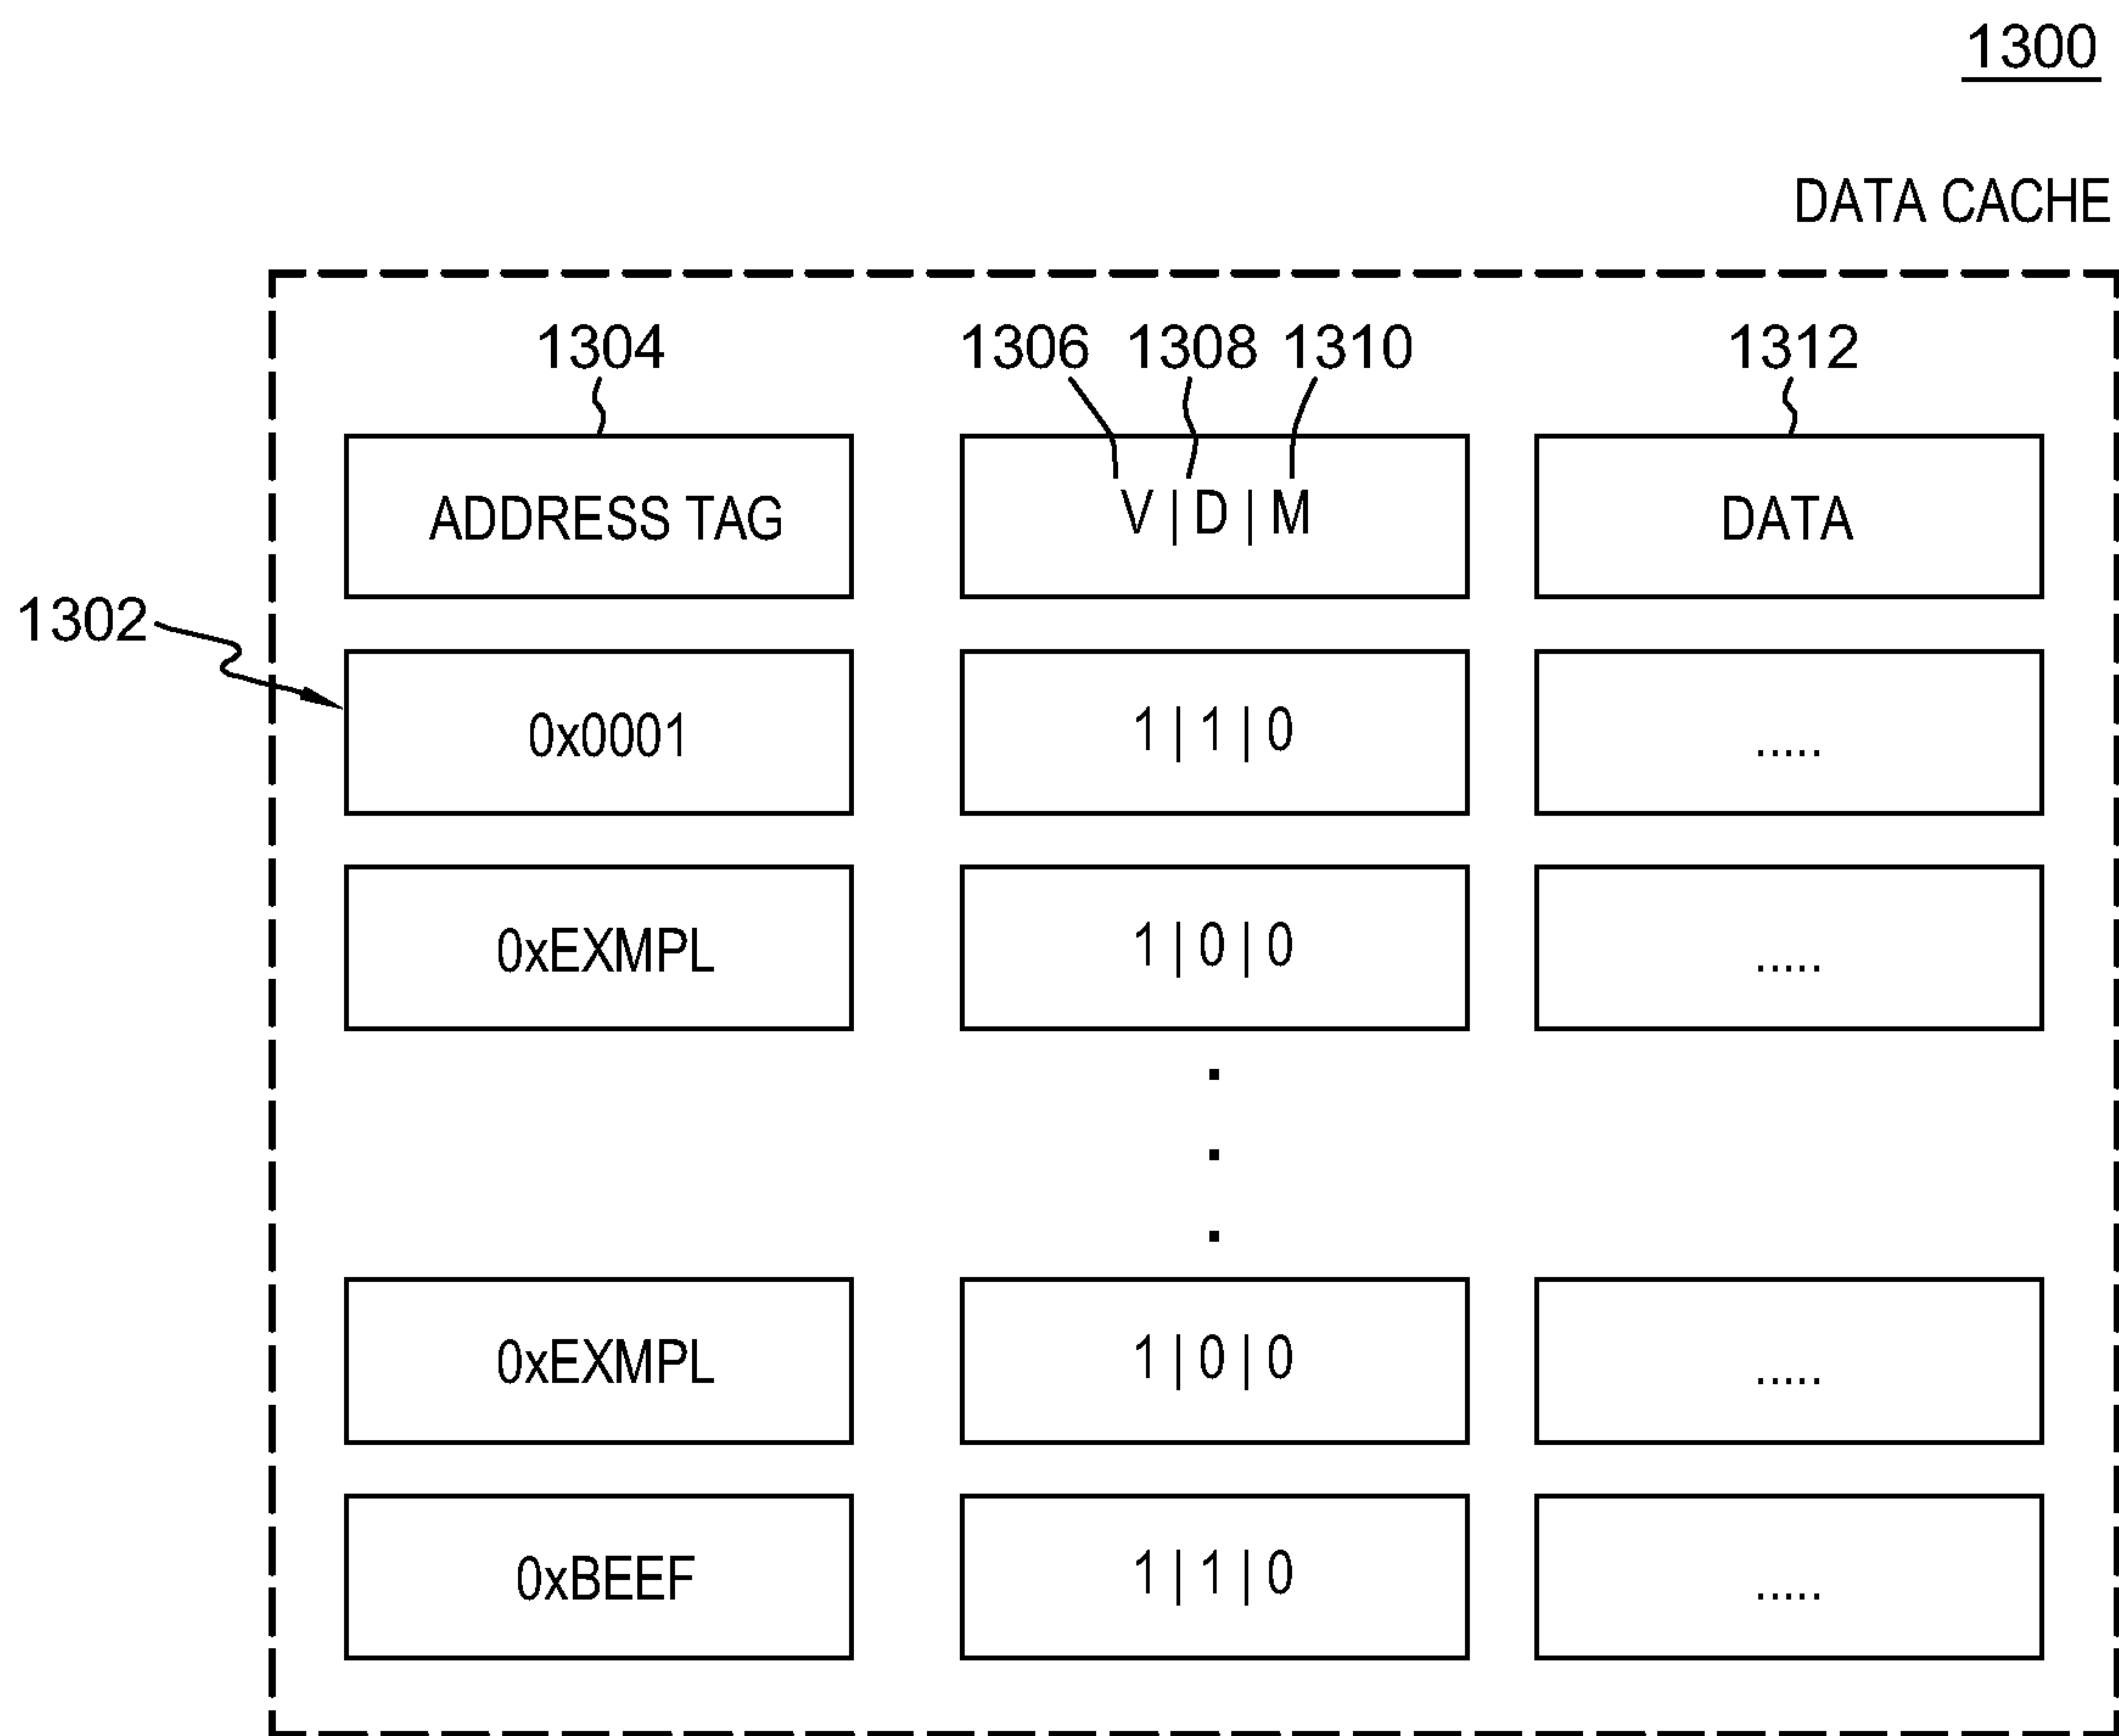 1300
DATA CACHE
1304 1306 1308 1310 1312
ADDRESS TAG V | D | M DATA
1302
0x0001 1 | 1 | 0 .....
0xEXMPL 1 | 0 | 0 .....
0xEXMPL 1 | 0 | 0 .....
0xBEEF 1 | 1 | 0 .....